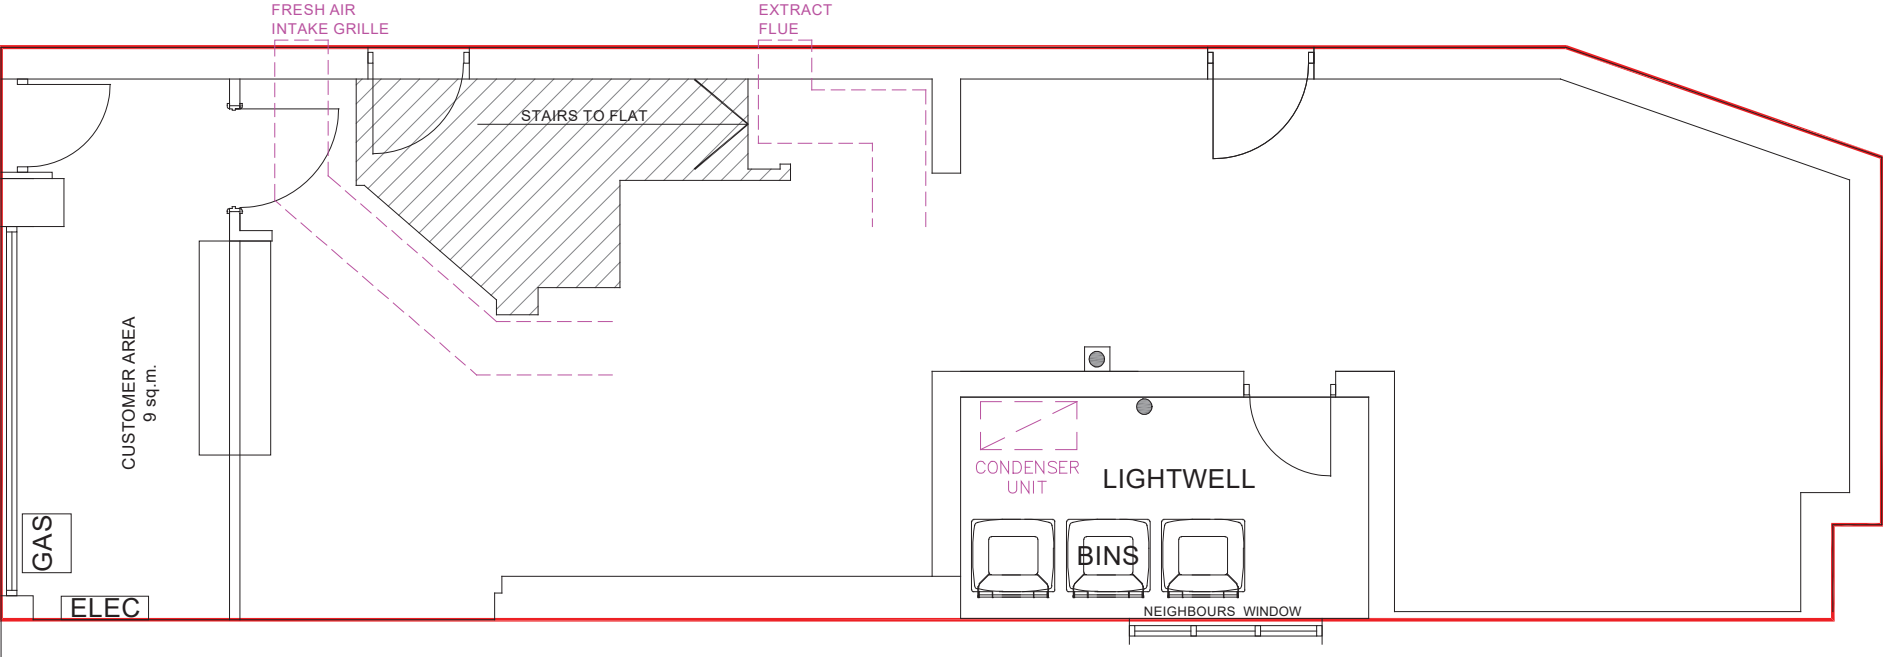 FRESH AIR
INTAKE GRILLE
EXTRACT
FLUE
STAIRS TO FLAT
CUSTOMER AREA
9 sq.m.
CONDENSER
UNIT
LIGHTWELL
GAS
BINS
ELEC
NEIGHBOURS WINDOW